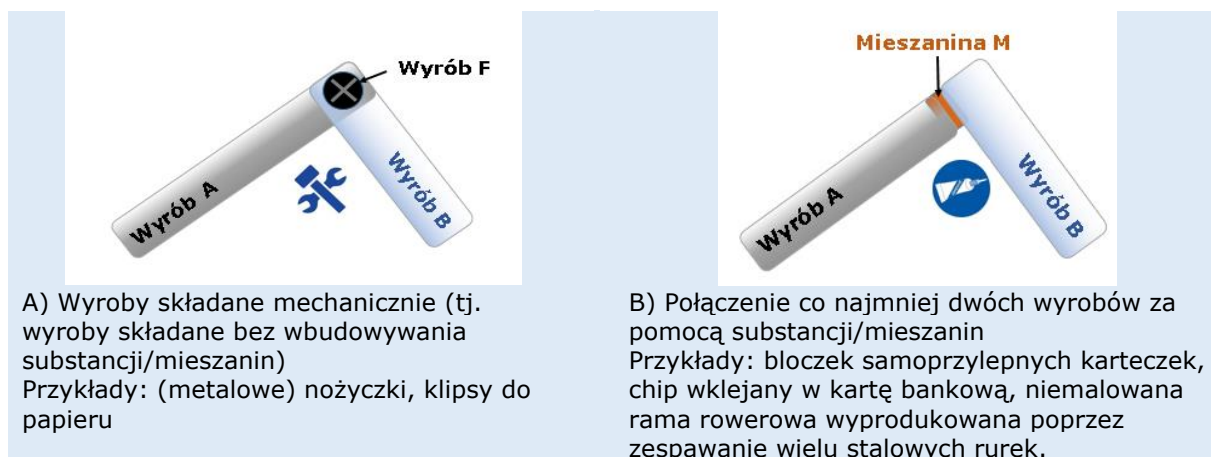 Wyrób F
Wyrób A
Wyrób B
A) Wyroby składane mechanicznie (tj.
wyroby składane bez wbudowywania
substancji/mieszanin)
Przykłady: (metalowe) nożyczki, klipsy do
papieru
Mieszanina M
Wyrób A
Wyrób B
B) Połączenie co najmniej dwóch wyrobów za
pomocą substancji/mieszanin
Przykłady: bloczek samoprzylepnych karteczek,
chip wklejany w kartę bankową, niemalowana
rama rowerowa wyprodukowana poprzez
zespawanie wielu stalowych rurek.